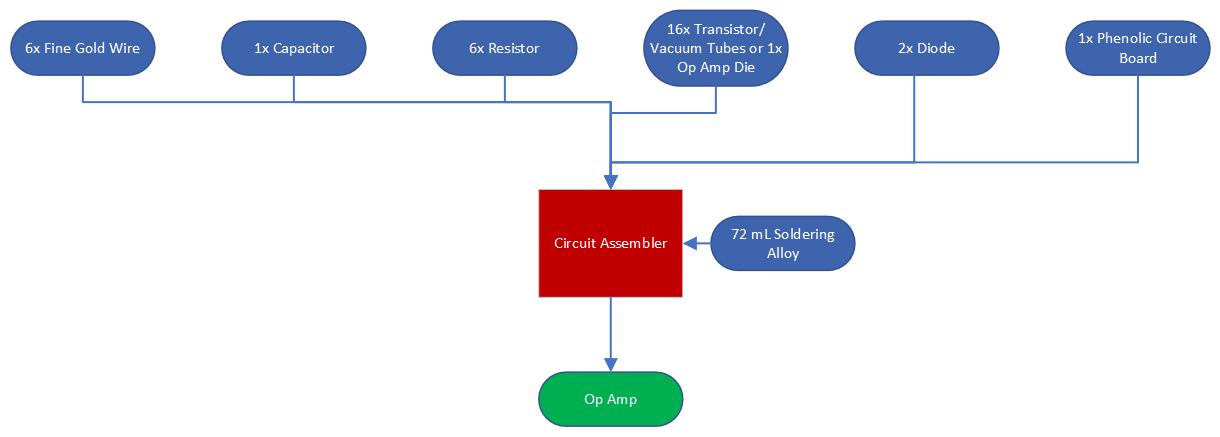 6x Fine Gold Wire
1x Capacitor
6x Resistor
16x Transistor/
Vacuum Tubes or 1x
Op Amp Die
2x Diode
1x Phenolic Circuit
Board
Circuit Assembler
72 mL Soldering
Alloy
Op Amp